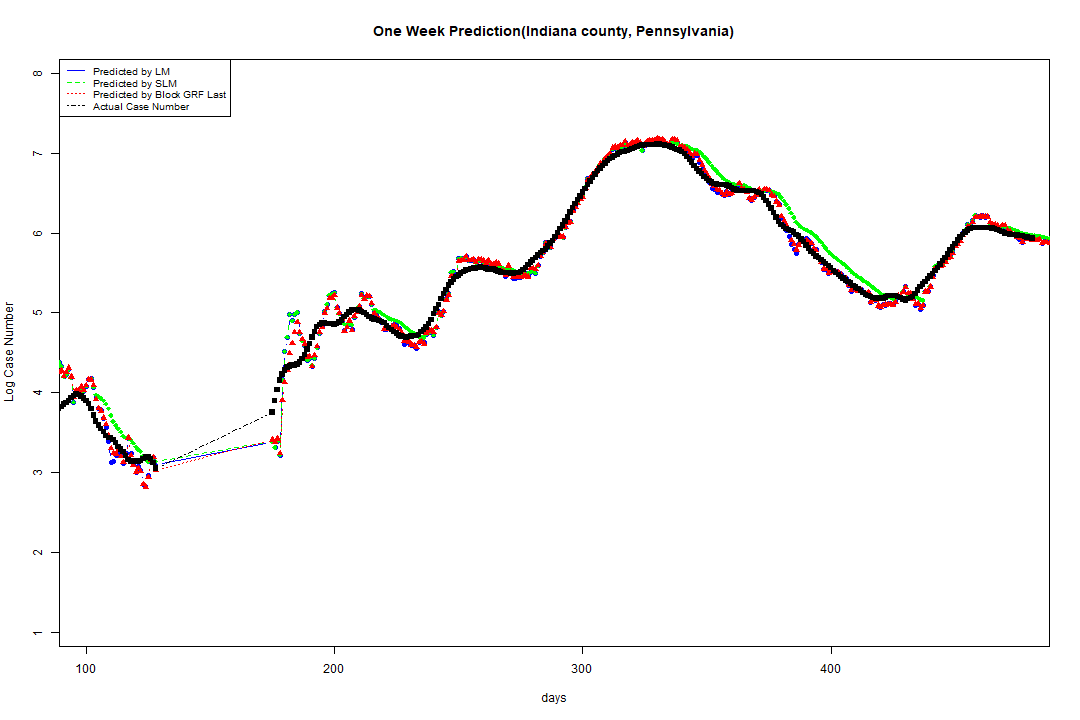 One Week Prediction(Indiana county, Pennsylvania)
Predicted by LM
Predicted by SLM
Predicted by Block GRF Last
Actual Case Number
8
7
6
5
4
3
2
1
Log Case Number
100 200 300 400
days